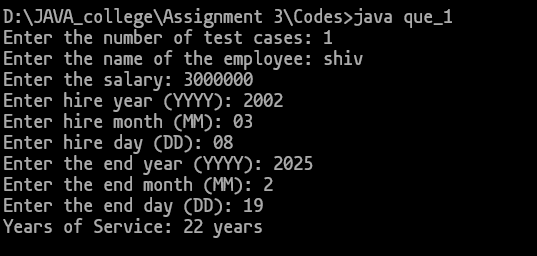 D:\JAVA_college\Assignment 3\Codes>java que_1
Enter the number of test cases: 1
Enter the name of the employee: shiv
Enter the salary: 3000000
Enter hire year (YYYY): 2002
Enter hire month (MM): 03
Enter hire day (DD): 08
Enter the end year (YYYY): 2025
Enter the end month (MM): 2
Enter the end day (DD): 19
Years of Service: 22 years